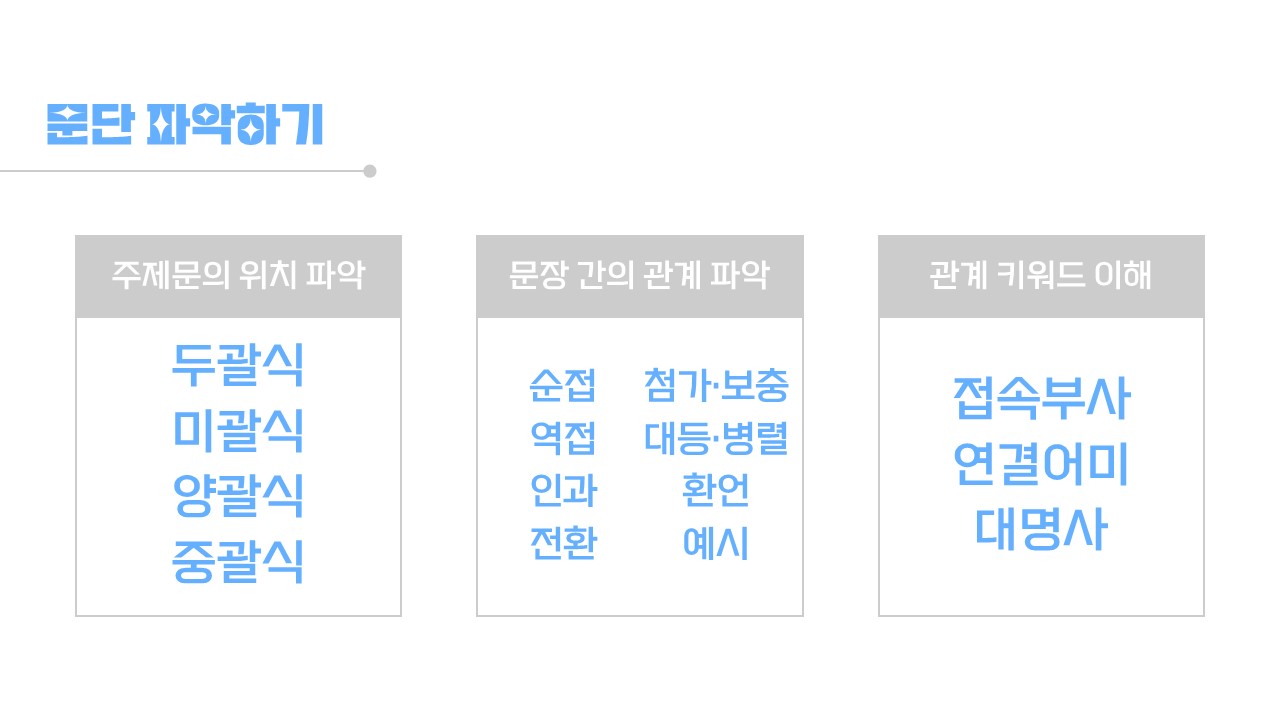 문단 파악하기
주제문의 위치 파악
두괄식
미괄식
양괄식
중괄식
문장 간의 관계 파악
순접
역접
인과
전환
첨가·보충
대등·병렬
환언
예시
관계 키워드 이해
접속부사
연결어미
대명사